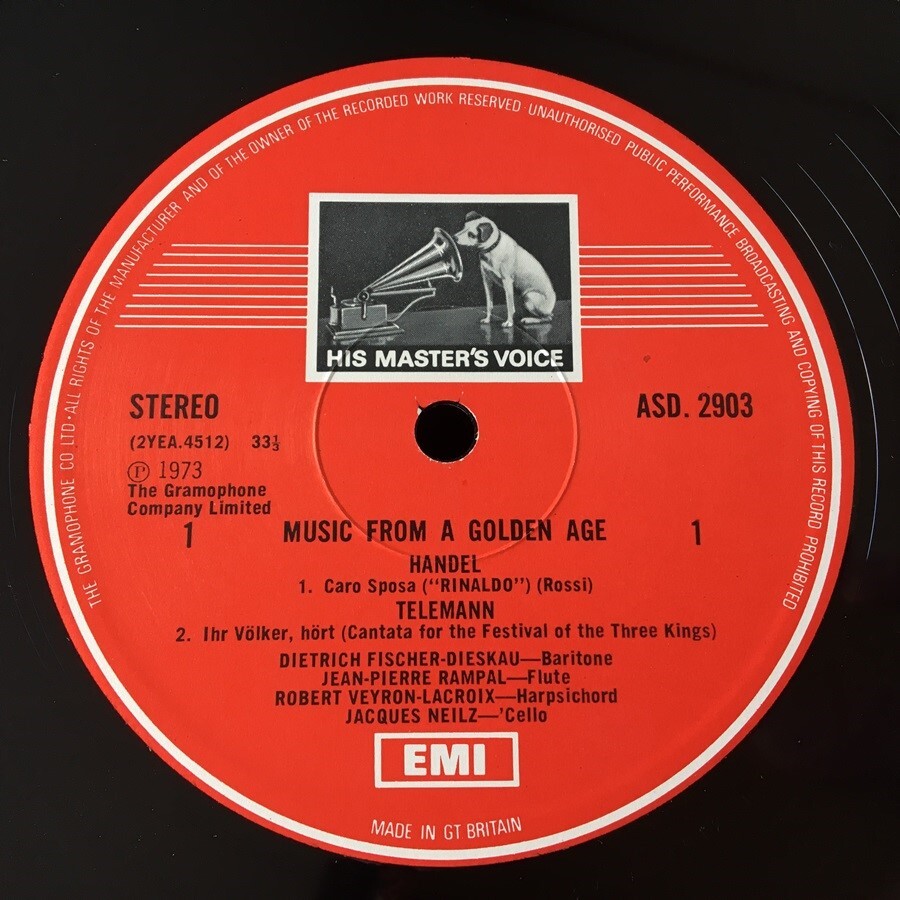 THE GRAMOPHONE CO LTD · ALL RIGHTS OF THE MANUFACTURER AND OF THE OWNER OF THE RECORDED WORK RESERVED UNAUTHORISED PUBLIC PERFORMANCE BROADCASTING AND COPYING OF THIS RECORD PROHIBITED
HIS MASTER'S VOICE
STEREO ASD. 2903
(2YEA.4512) 33⅓
Ⓟ 1973
The Gramophone
Company Limited
1 MUSIC FROM A GOLDEN AGE 1
HANDEL
1. Caro Sposa ("RINALDO") (Rossi)
TELEMANN
2. Ihr Völker, hört (Cantata for the Festival of the Three Kings)
DIETRICH FISCHER-DIESKAU—Baritone
JEAN-PIERRE RAMPAL—Flute
ROBERT VEYRON-LACROIX—Harpsichord
JACQUES NEILZ—'Cello
EMI
MADE IN GT BRITAIN